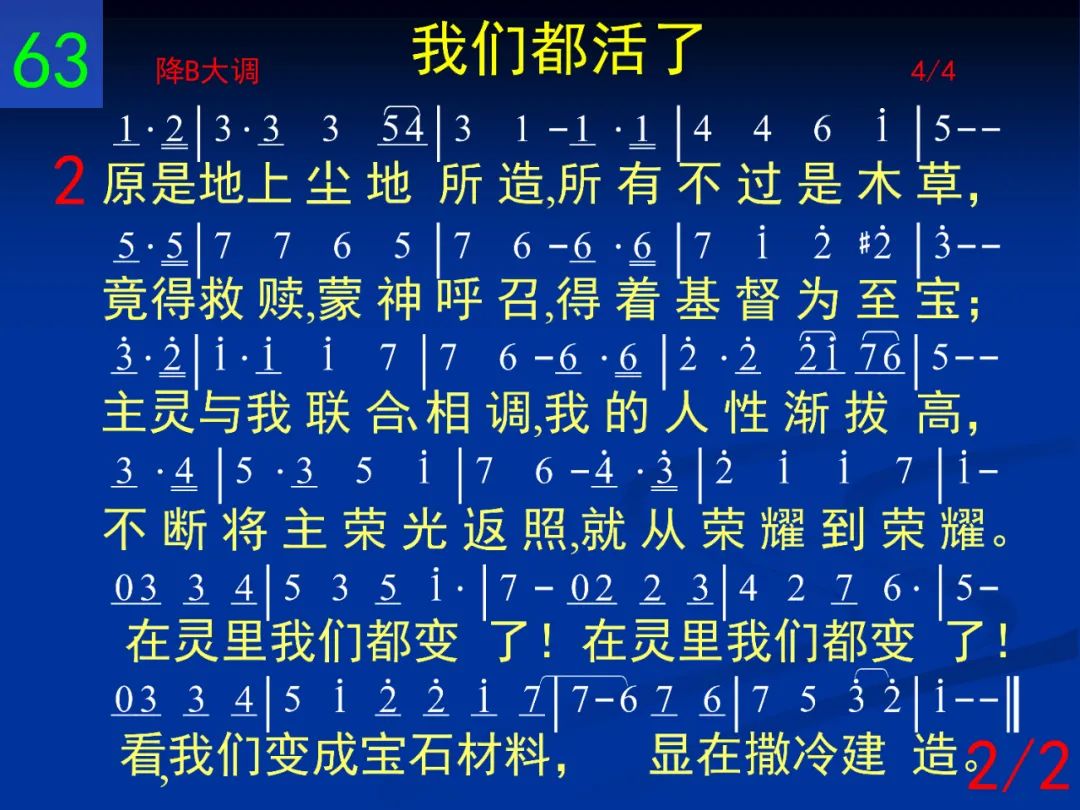 63
我们都活了
降B大调
4/4
1·2|3·3 3 54|3 1-1·1|4 4 6 i|5--
2
原是地上尘地 所造,所有不过是木草，
5·5|7 7 6 5|7 6-6·6|7 i 2̇ #2̇|3̇--
竟得救赎,蒙神呼召,得着基督为至宝；
3̇·2̇|i·i i 7|7 6-6·6|2̇·2̇ 2̇i 76|5--
主灵与我联合、相调,我的人性渐拔 高，
3·4|5·3 5 i|7 6-4̇·3̇|2̇ i i 7|i-
不断将主荣光返照,就从荣耀到荣耀。
03 3 4|5 3 5 i·|7-02 2 3|4 2 7 6·|5-
在灵里我们都变 了！在灵里我们都变 了！
03 3 4|5 i 2̇ 2̇ i 7|7-6 7 6|7 5 3̇ 2̇|i--‖
看,我们变成宝石材料， 显在撒冷建 造。
2/2